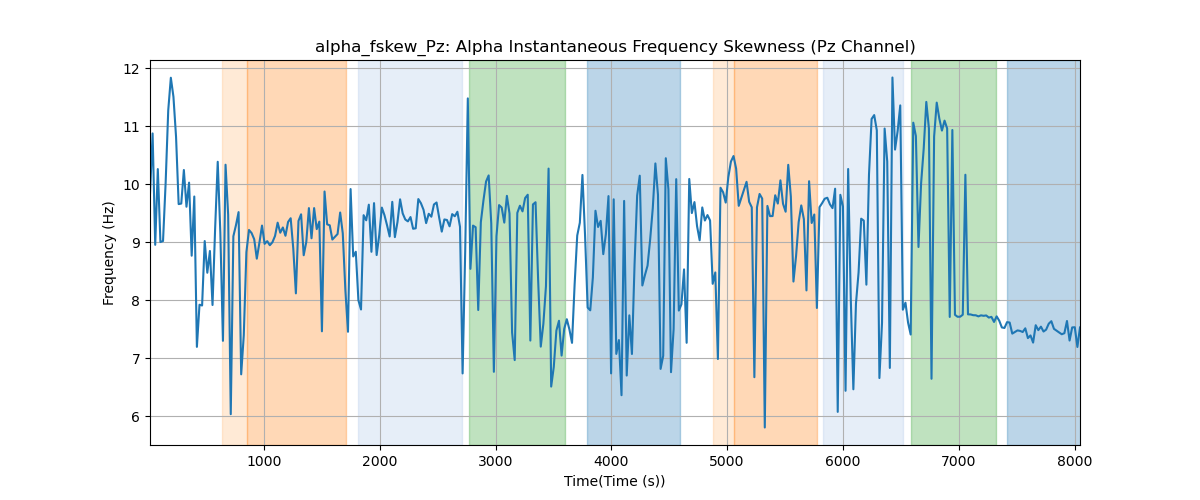 alpha_fskew_Pz: Alpha Instantaneous Frequency Skewness (Pz Channel)
12
11
10
9
8
7
6
Frequency (Hz)
1000 2000 3000 4000 5000 6000 7000 8000
Time(Time (s))